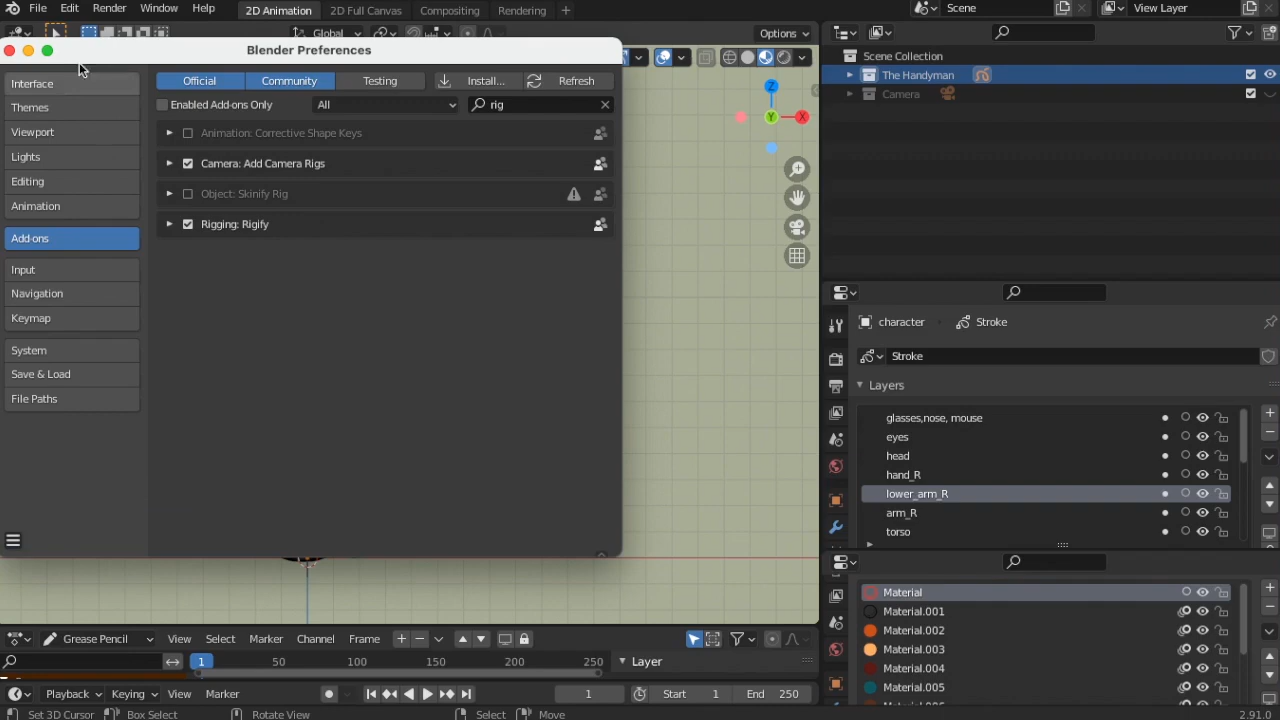 File Edit Render Window Help 2D Animation 2D Full Canvas Compositing Rendering + Scene View Layer
Global Options
Blender Preferences
Scene Collection
The Handyman
Camera
Interface
Themes
Viewport
Lights
Editing
Animation
Add-ons
Input
Navigation
Keymap
System
Save & Load
File Paths
Official Community Testing Install... Refresh
Enabled Add-ons Only All rig
Animation: Corrective Shape Keys
Camera: Add Camera Rigs
Object: Skinify Rig
Rigging: Rigify
Z
Y X
character Stroke
Stroke
Layers
glasses,nose, mouse
eyes
head
hand_R
lower_arm_R
arm_R
torso
Material
Material.001
Material.002
Material.003
Material.004
Material.005
Grease Pencil View Select Marker Channel Frame
1 50 100 150 200 250 Layer
Playback Keying View Marker 1 Start 1 End 250
Set 3D Cursor Box Select Rotate View Select Move 2.91.0